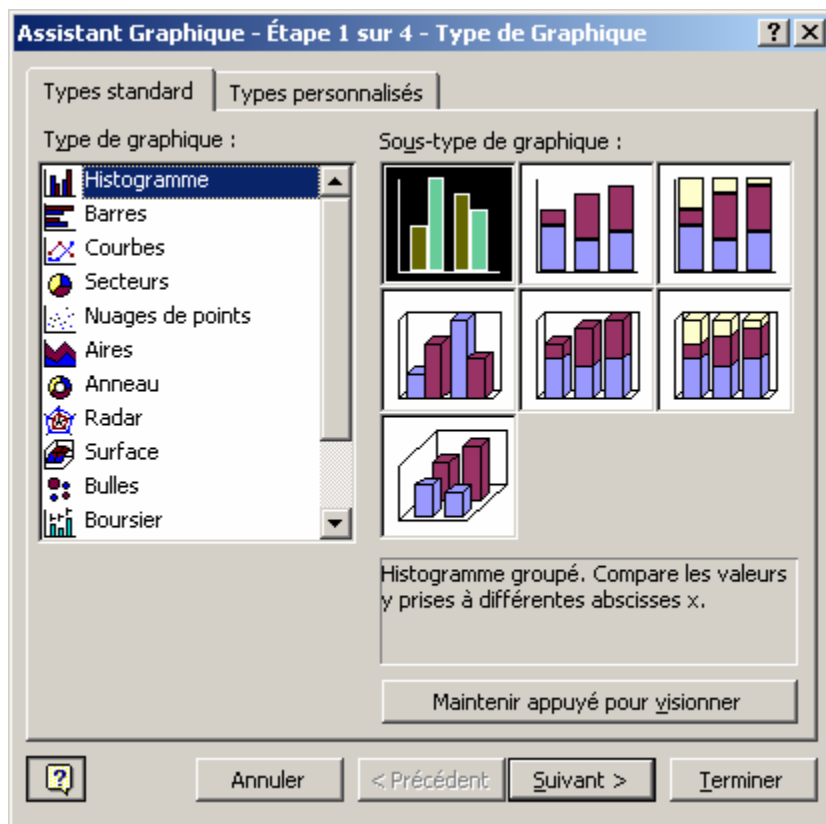 Assistant Graphique - Étape 1 sur 4 - Type de Graphique
Types standard
Types personnalisés
Type de graphique :
Histogramme
Barres
Courbes
Secteurs
Nuages de points
Aires
Anneau
Radar
Surface
Bulles
Boursier
Sous-type de graphique :
Histogramme groupé. Compare les valeurs
y prises à différentes abscisses x.
Maintenir appuyé pour visionner
Annuler
< Précédent
Suivant >
Terminer